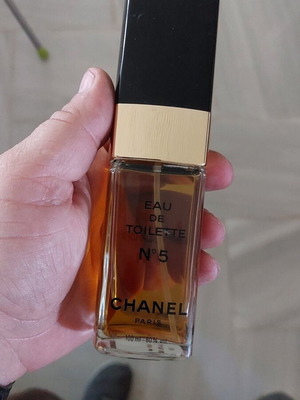 EAU
DE
TOILETTE
N°5
CHANEL
PARIS